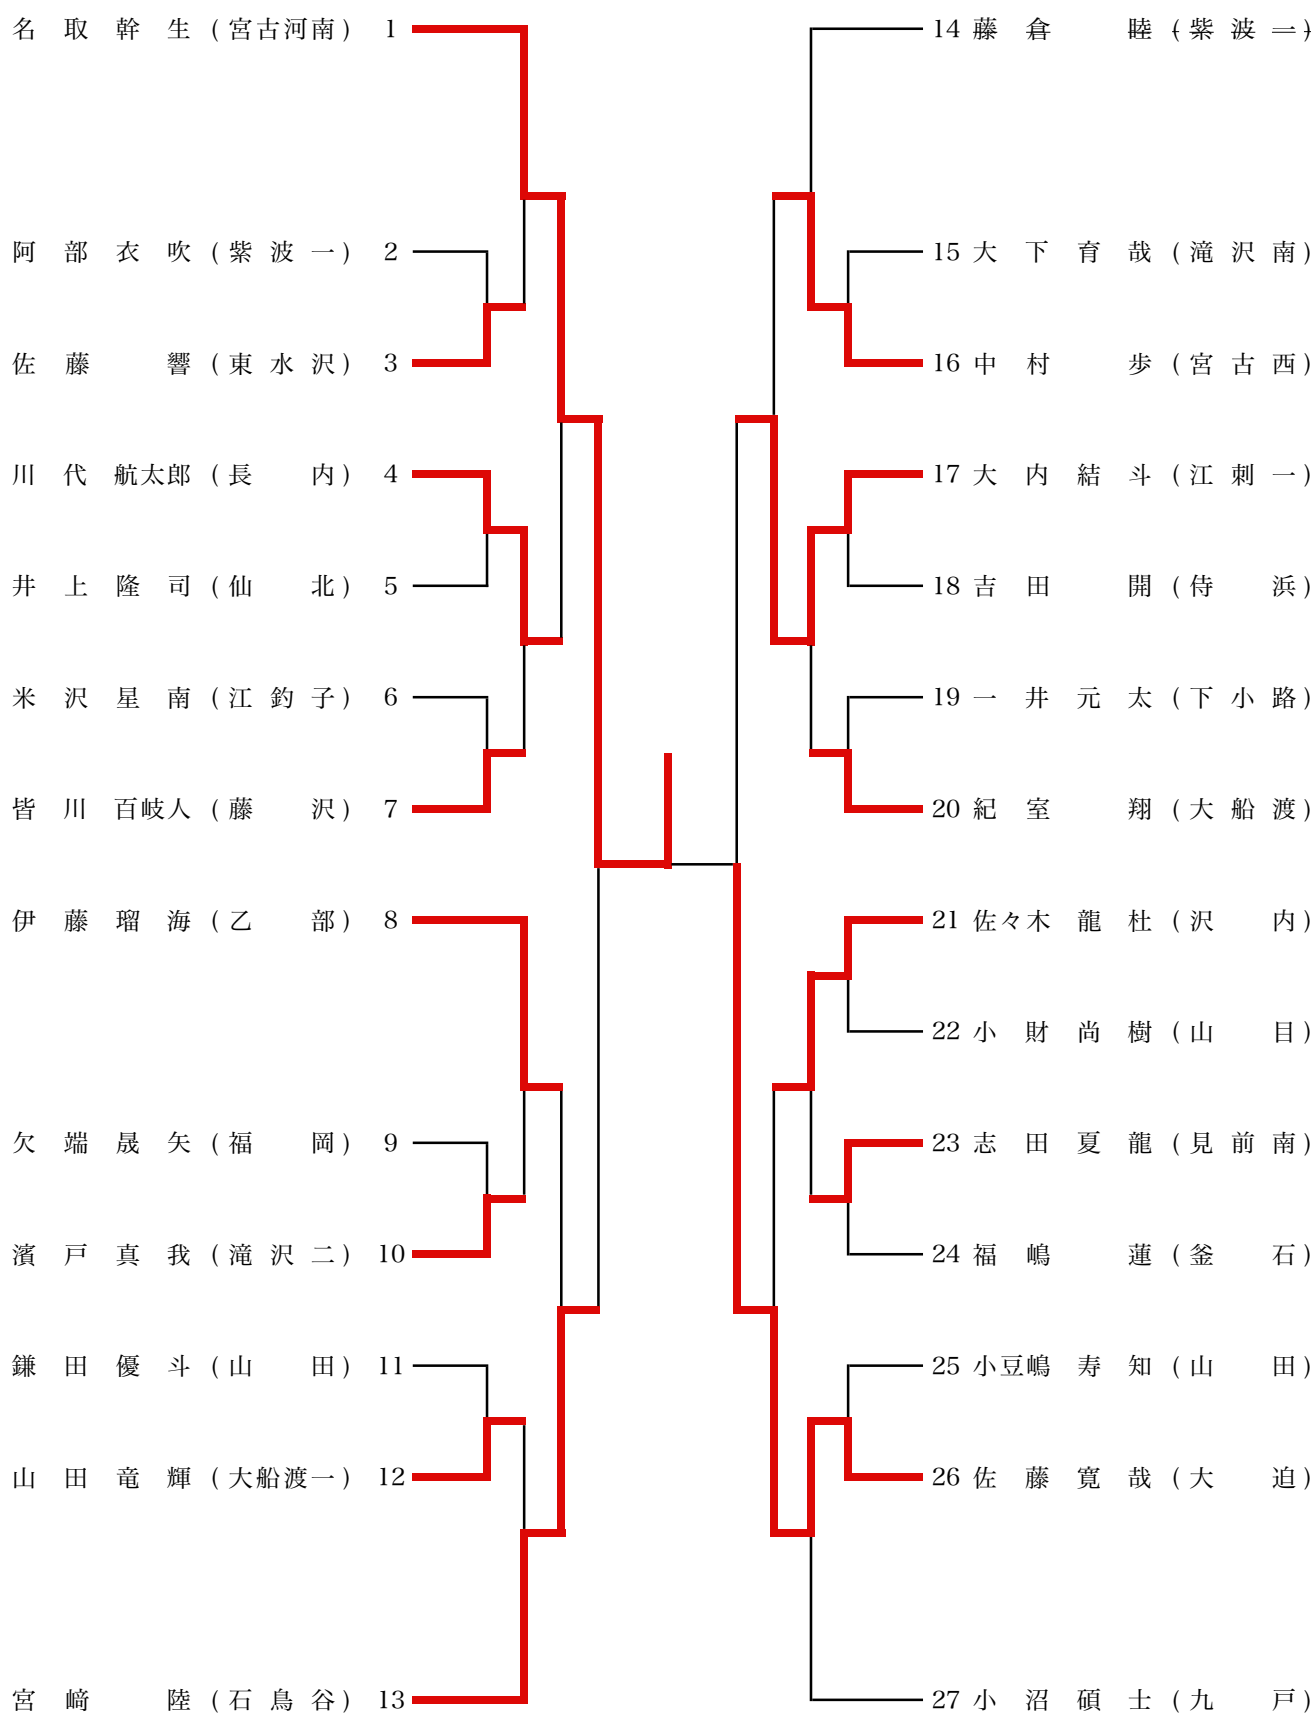 名取幹生(宮古河南) 1
阿部衣吹(紫波一) 2
佐藤響(東水沢) 3
川代航太郎(長内) 4
井上隆司(仙北) 5
米沢星南(江釣子) 6
皆川百岐人(藤沢) 7
伊藤瑠海(乙部) 8
欠端晟矢(福岡) 9
濱戸真我(滝沢二) 10
鎌田優斗(山田) 11
山田竜輝(大船渡一) 12
宮﨑陸(石鳥谷) 13
14 藤倉睦(紫波一)
15 大下育哉(滝沢南)
16 中村歩(宮古西)
17 大内結斗(江刺一)
18 吉田開(侍浜)
19 一井元太(下小路)
20 紀室翔(大船渡)
21 佐々木龍杜(沢内)
22 小財尚樹(山目)
23 志田夏龍(見前南)
24 福嶋蓮(釜石)
25 小豆嶋寿知(山田)
26 佐藤寛哉(大迫)
27 小沼碩士(九戸)